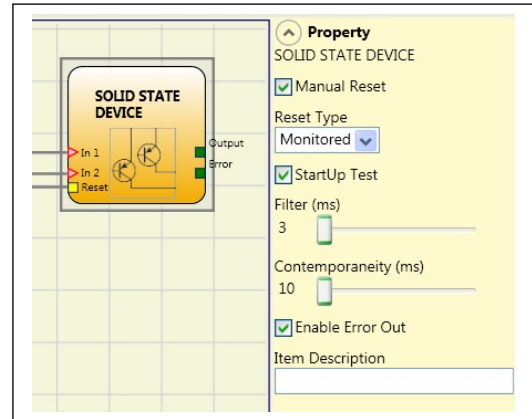 SOLID STATE
DEVICE
In 1
In 2
Reset
Output
Error
Property
SOLID STATE DEVICE
Manual Reset
Reset Type
Monitored
StartUp Test
Filter (ms)
3
Contemporaneity (ms)
10
Enable Error Out
Item Description